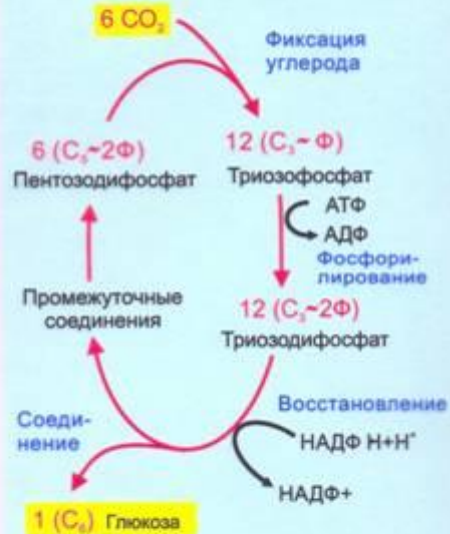 6 CO₂
Фиксация
углерода
6 (C₅~2Ф)
Пентозодифосфат
12 (C₃~ Ф)
Триозофосфат
АТФ
АДФ
Фосфори-
лирование
Промежуточные
соединения
12 (C₃~2Ф)
Триозодифосфат
Соеди-
нение
Восстановление
НАДФ Н+Н⁺
НАДФ+
1 (C₆) Глюкоза